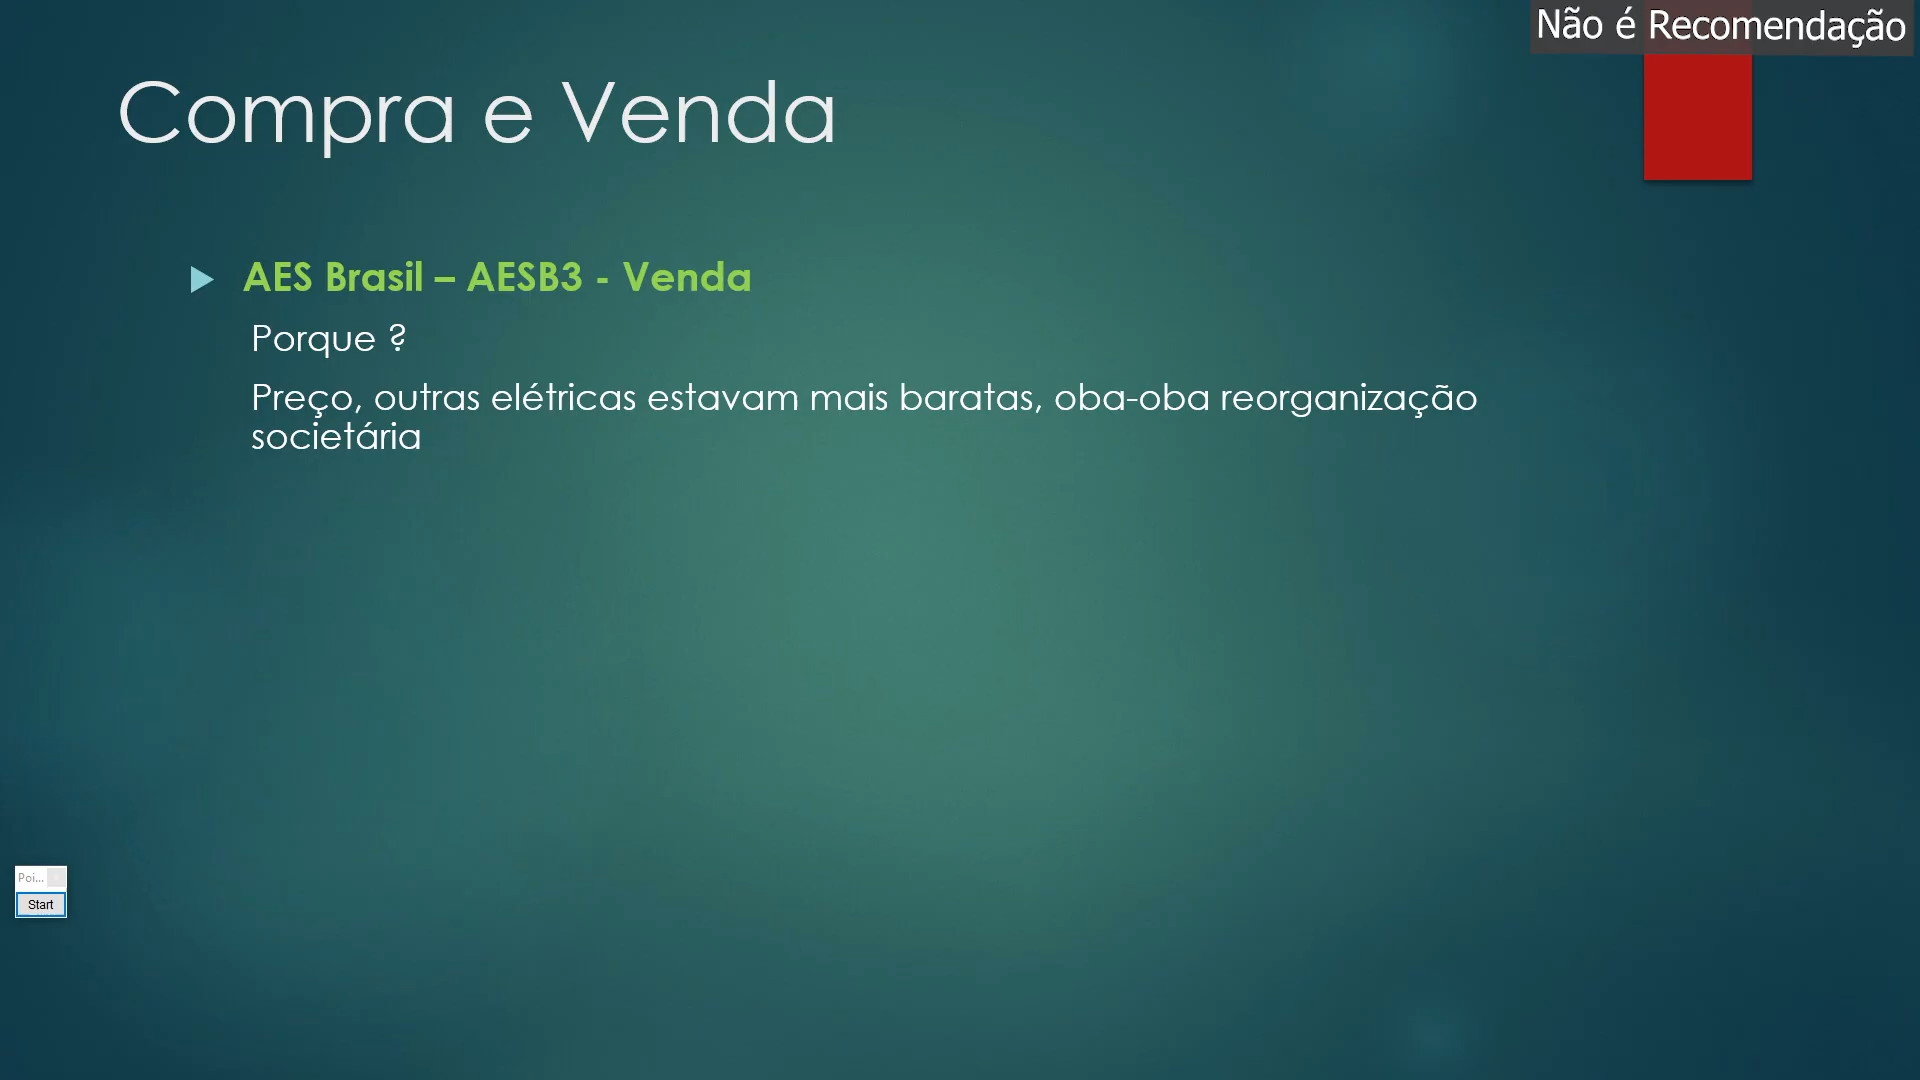 Não é Recomendação
Compra e Venda
AES Brasil – AESB3 - Venda
Porque ?
Preço, outras elétricas estavam mais baratas, oba-oba reorganização
societária
Poi...
Start